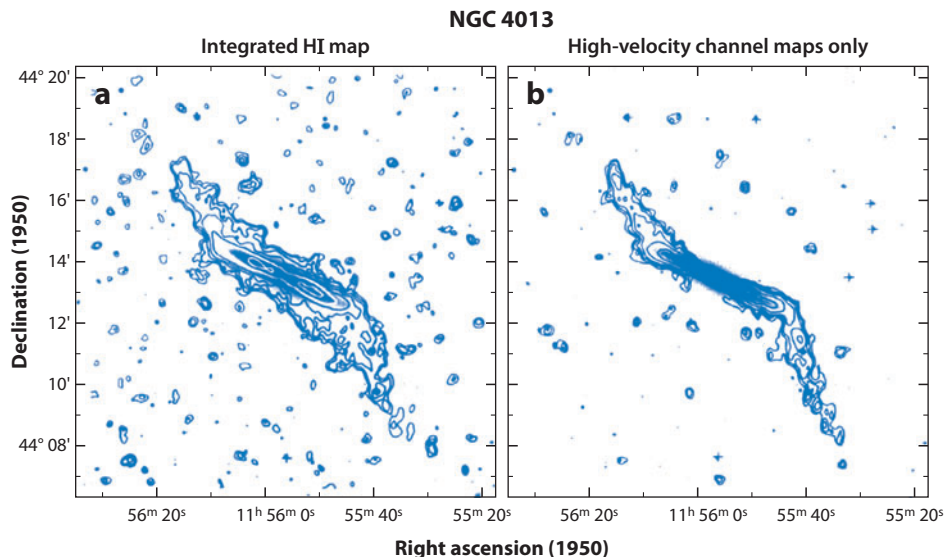 NGC 4013
Integrated HI map
High-velocity channel maps only
a
b
44° 20'
18'
16'
14'
12'
10'
44° 08'
Declination (1950)
56ᵐ 20ˢ
11ʰ 56ᵐ 0ˢ
55ᵐ 40ˢ
55ᵐ 20ˢ
56ᵐ 20ˢ
11ʰ 56ᵐ 0ˢ
55ᵐ 40ˢ
55ᵐ 20ˢ
Right ascension (1950)